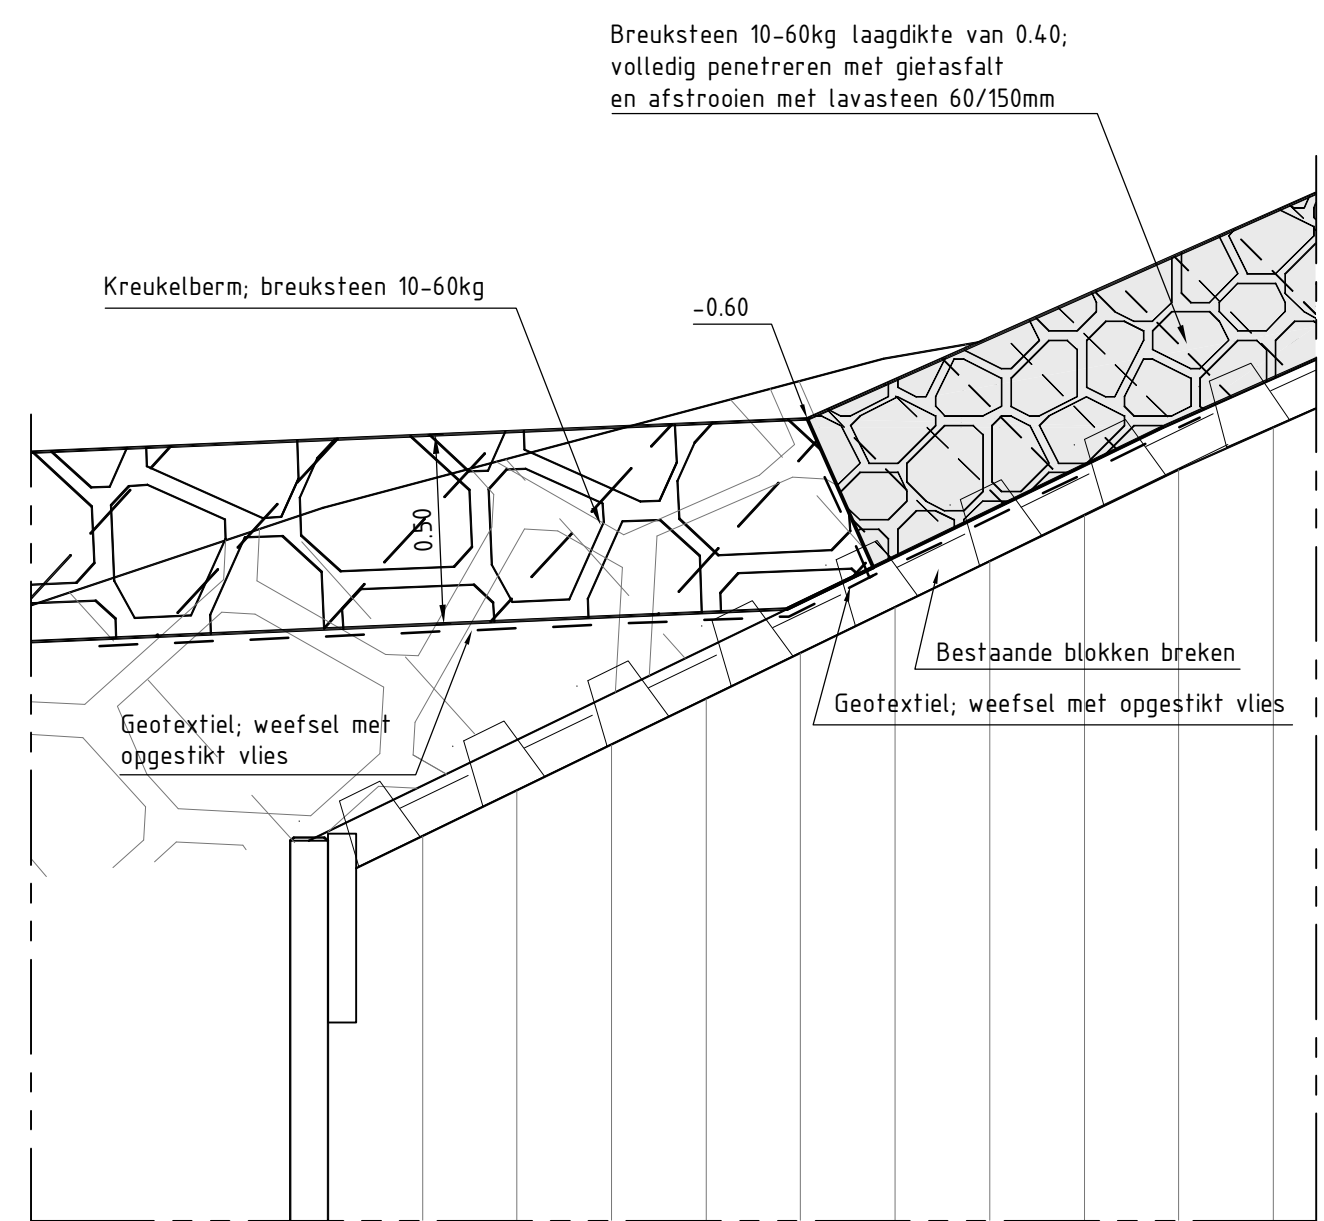 Breuksteen 10-60kg laagdikte van 0.40;
volledig penetreren met gietasfalt
en afstrooien met lavasteen 60/150mm
Kreukelberm; breuksteen 10-60kg
-0.60
0.50
Bestaande blokken breken
Geotextiel; weefsel met opgestikt vlies
Geotextiel; weefsel met
opgestikt vlies